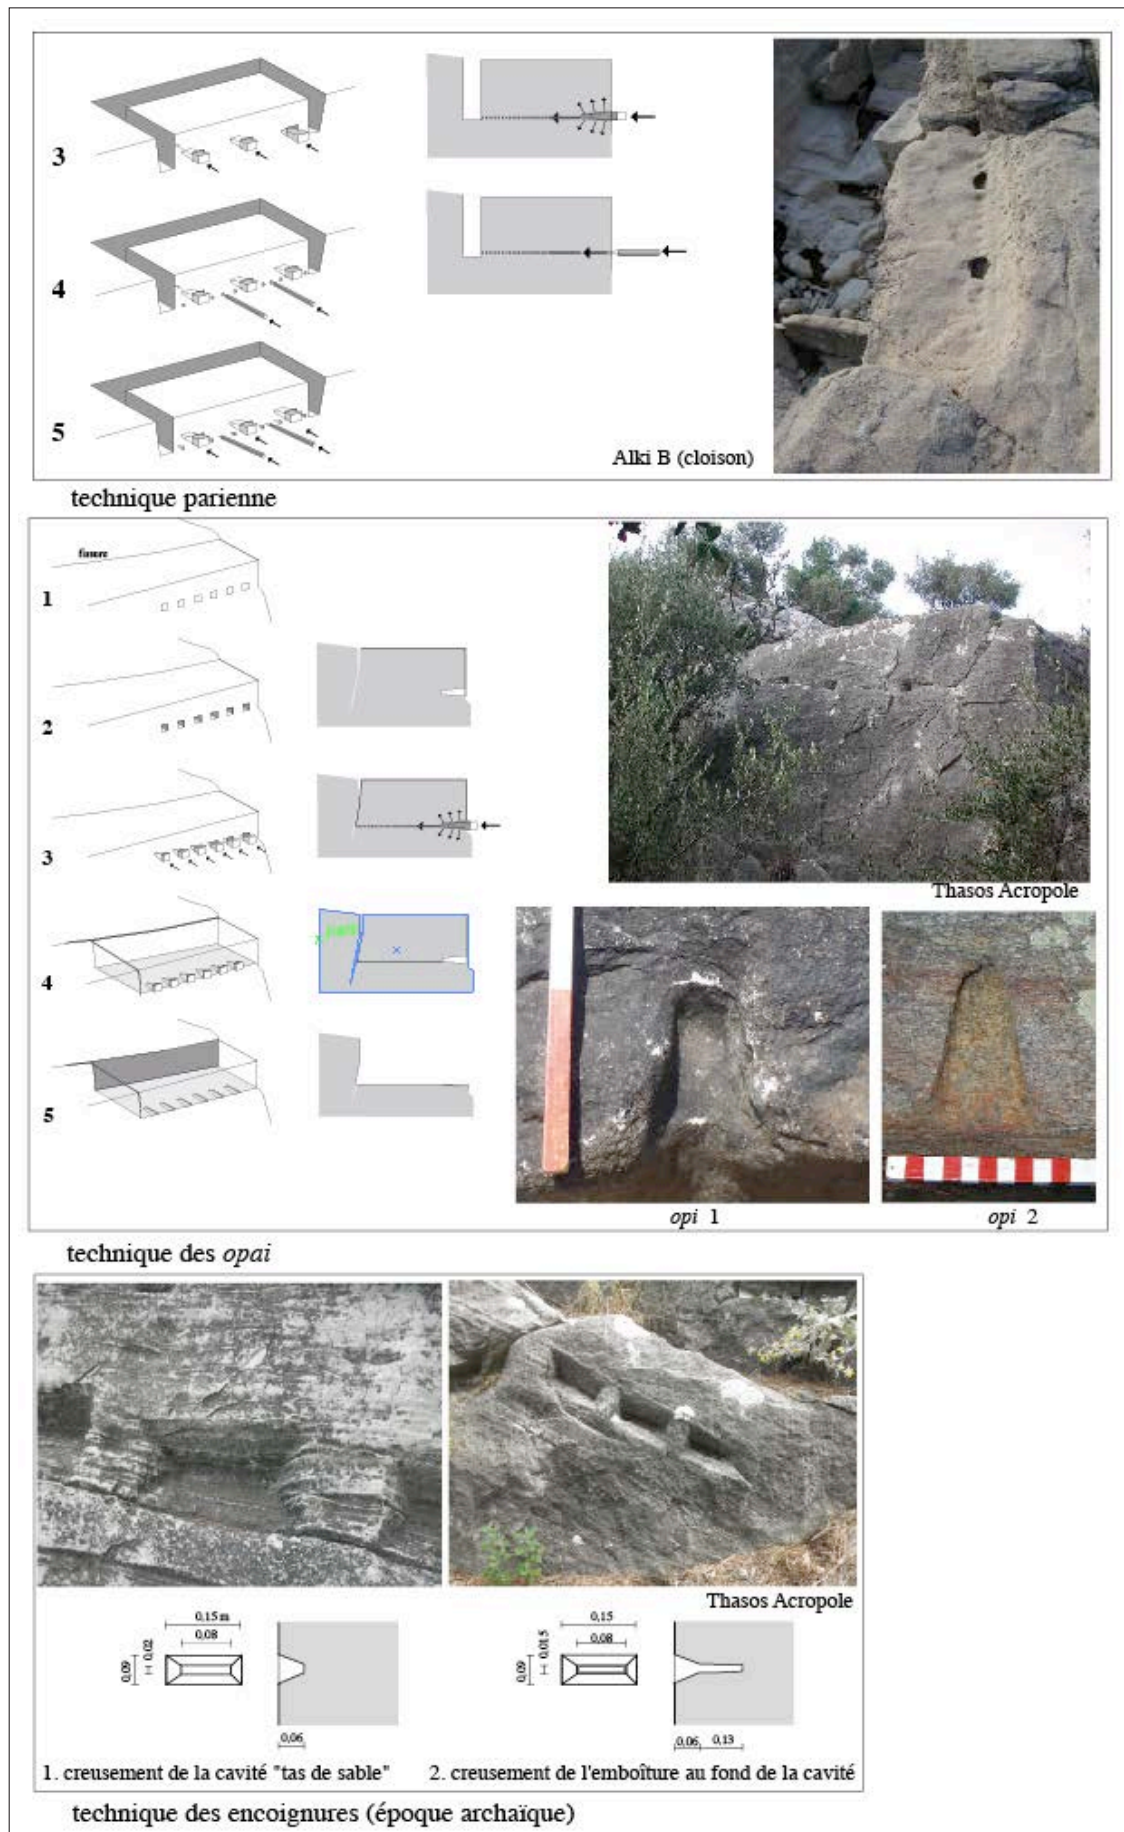 3
4
5
Alki B (cloison)
technique parienne
fissure
1
2
3
4
5
Thasos Acropole
opi 1
opi 2
technique des opai
Thasos Acropole
0,15 m
0,08
0,09
0,02
0,06
0,15
0,08
0,09
0,015
0,06 0,13
1. creusement de la cavité "tas de sable"
2. creusement de l'emboîture au fond de la cavité
technique des encoignures (époque archaïque)